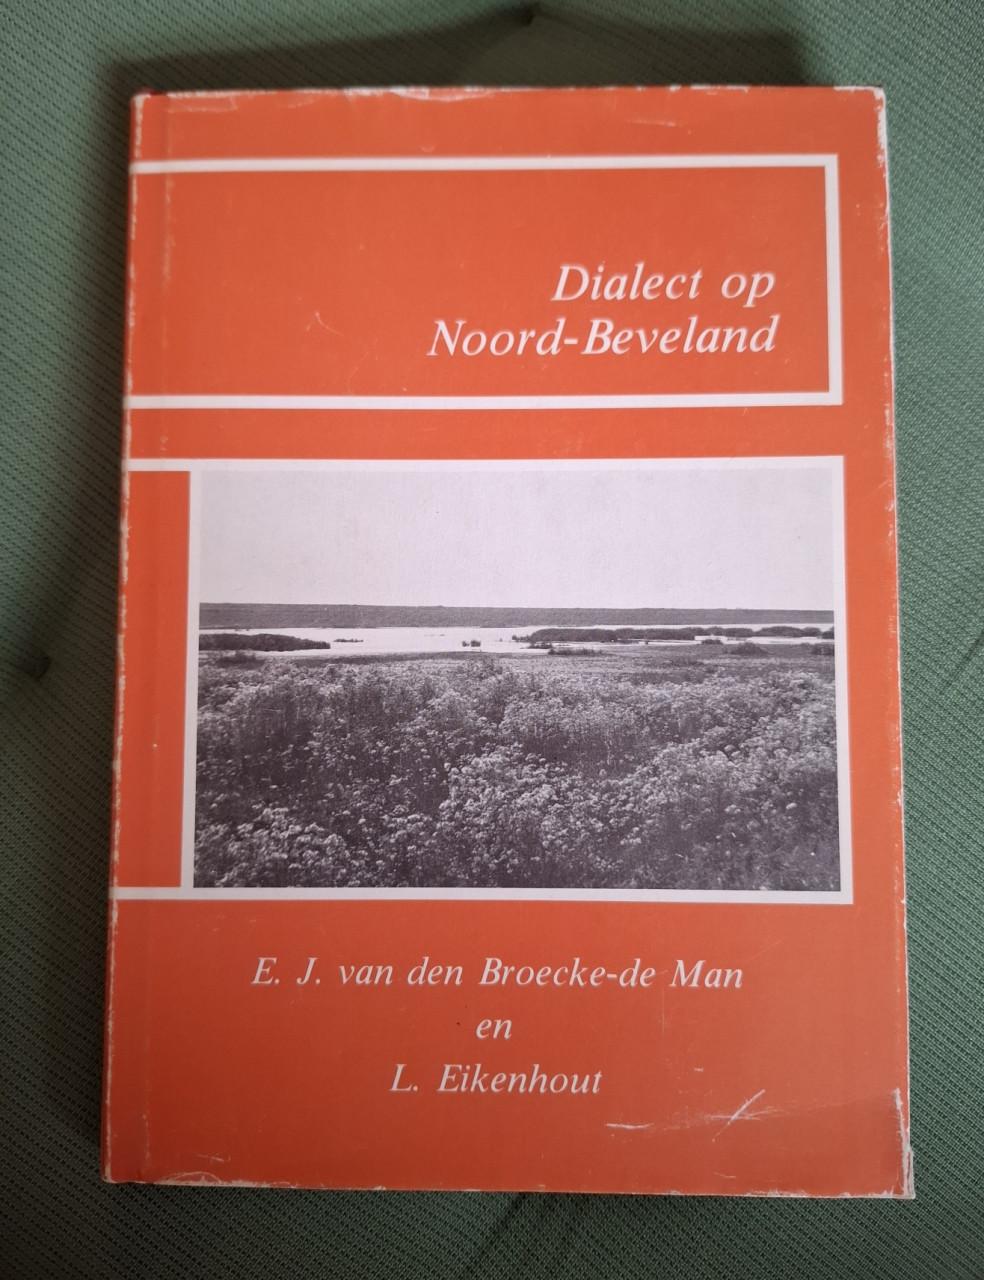 Dialect op
Noord-Beveland
E. J. van den Broecke-de Man
en
L. Eikenhout